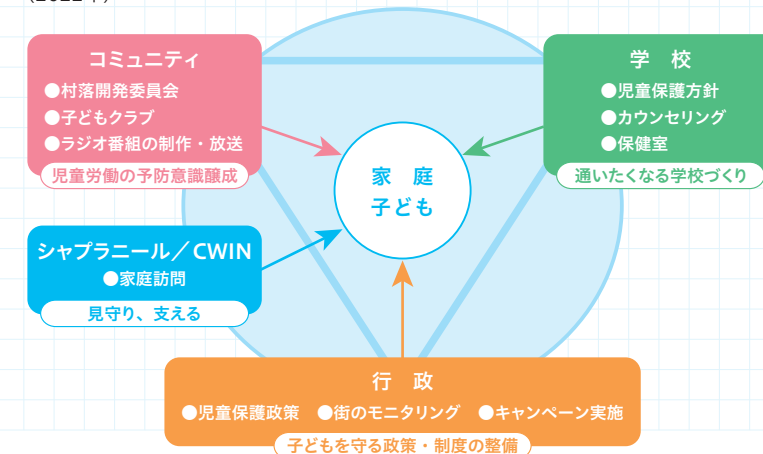 コミュニティ
●村落開発委員会
●子どもクラブ
●ラジオ番組の制作・放送
児童労働の予防意識醸成
学 校
●児童保護方針
●カウンセリング
●保健室
通いたくなる学校づくり
家 庭
子ども
シャプラニール／CWIN
●家庭訪問
見守り、支える
行 政
●児童保護政策 ●街のモニタリング ●キャンペーン実施
子どもを守る政策・制度の整備